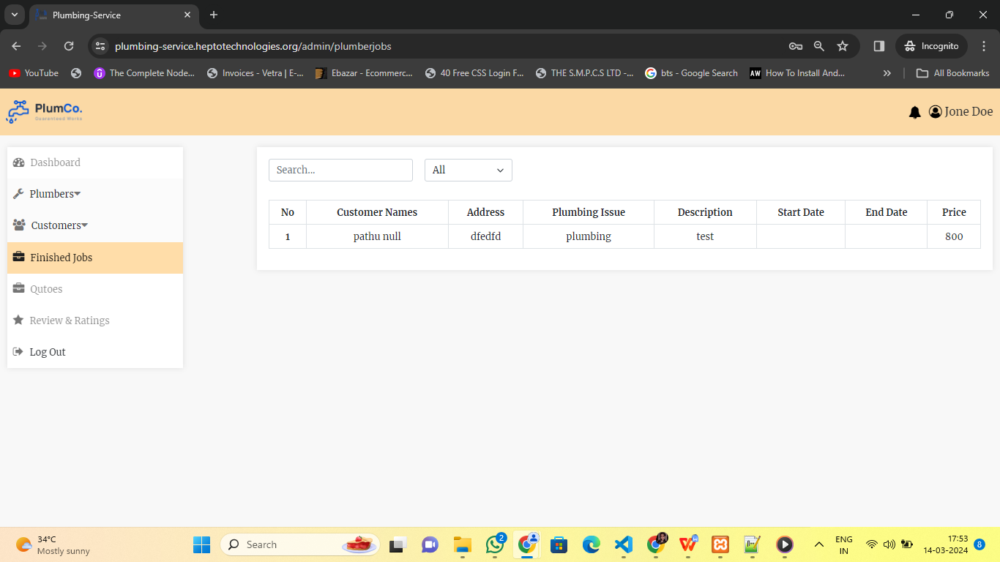 Plumbing-Service
plumbing-service.heptotechnologies.org/admin/plumberjobs
Incognito
YouTube
The Complete Node...
Invoices - Vetra | E-...
Ebazar - Ecommerc...
40 Free CSS Login F...
THE S.M.P.C.S LTD -...
bts - Google Search
AW How To Install And...
All Bookmarks
PlumCo.
Guaranteed Works
Jone Doe
Dashboard
Plumbers
Customers
Finished Jobs
Qutoes
Review & Ratings
Log Out
Search...
All
No Customer Names Address Plumbing Issue Description Start Date End Date Price
1 pathu null dfedfd plumbing test 800
34°C
Mostly sunny
Search
2
ENG
IN
17:53
14-03-2024
8